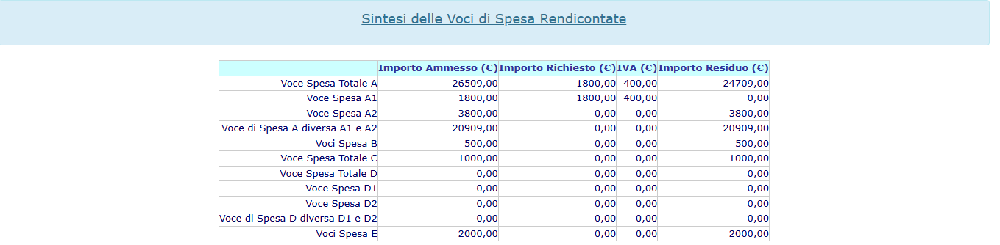 Sintesi delle Voci di Spesa Rendicontate
Importo Ammesso (€) Importo Richiesto (€) IVA (€) Importo Residuo (€)
Voce Spesa Totale A 26509,00 1800,00 400,00 24709,00
Voce Spesa A1 1800,00 1800,00 400,00 0,00
Voce Spesa A2 3800,00 0,00 0,00 3800,00
Voce di Spesa A diversa A1 e A2 20909,00 0,00 0,00 20909,00
Voci Spesa B 500,00 0,00 0,00 500,00
Voce Spesa Totale C 1000,00 0,00 0,00 1000,00
Voce Spesa Totale D 0,00 0,00 0,00 0,00
Voce Spesa D1 0,00 0,00 0,00 0,00
Voce Spesa D2 0,00 0,00 0,00 0,00
Voce di Spesa D diversa D1 e D2 0,00 0,00 0,00 0,00
Voci Spesa E 2000,00 0,00 0,00 2000,00